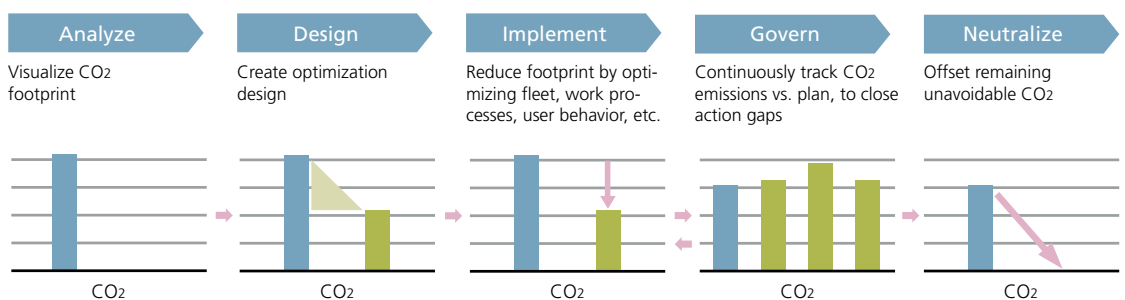 Analyze
Visualize CO2
footprint
CO2
Design
Create optimization
design
CO2
Implement
Reduce footprint by opti-
mizing fleet, work pro-
cesses, user behavior, etc.
CO2
Govern
Continuously track CO2
emissions vs. plan, to close
action gaps
CO2
Neutralize
Offset remaining
unavoidable CO2
CO2